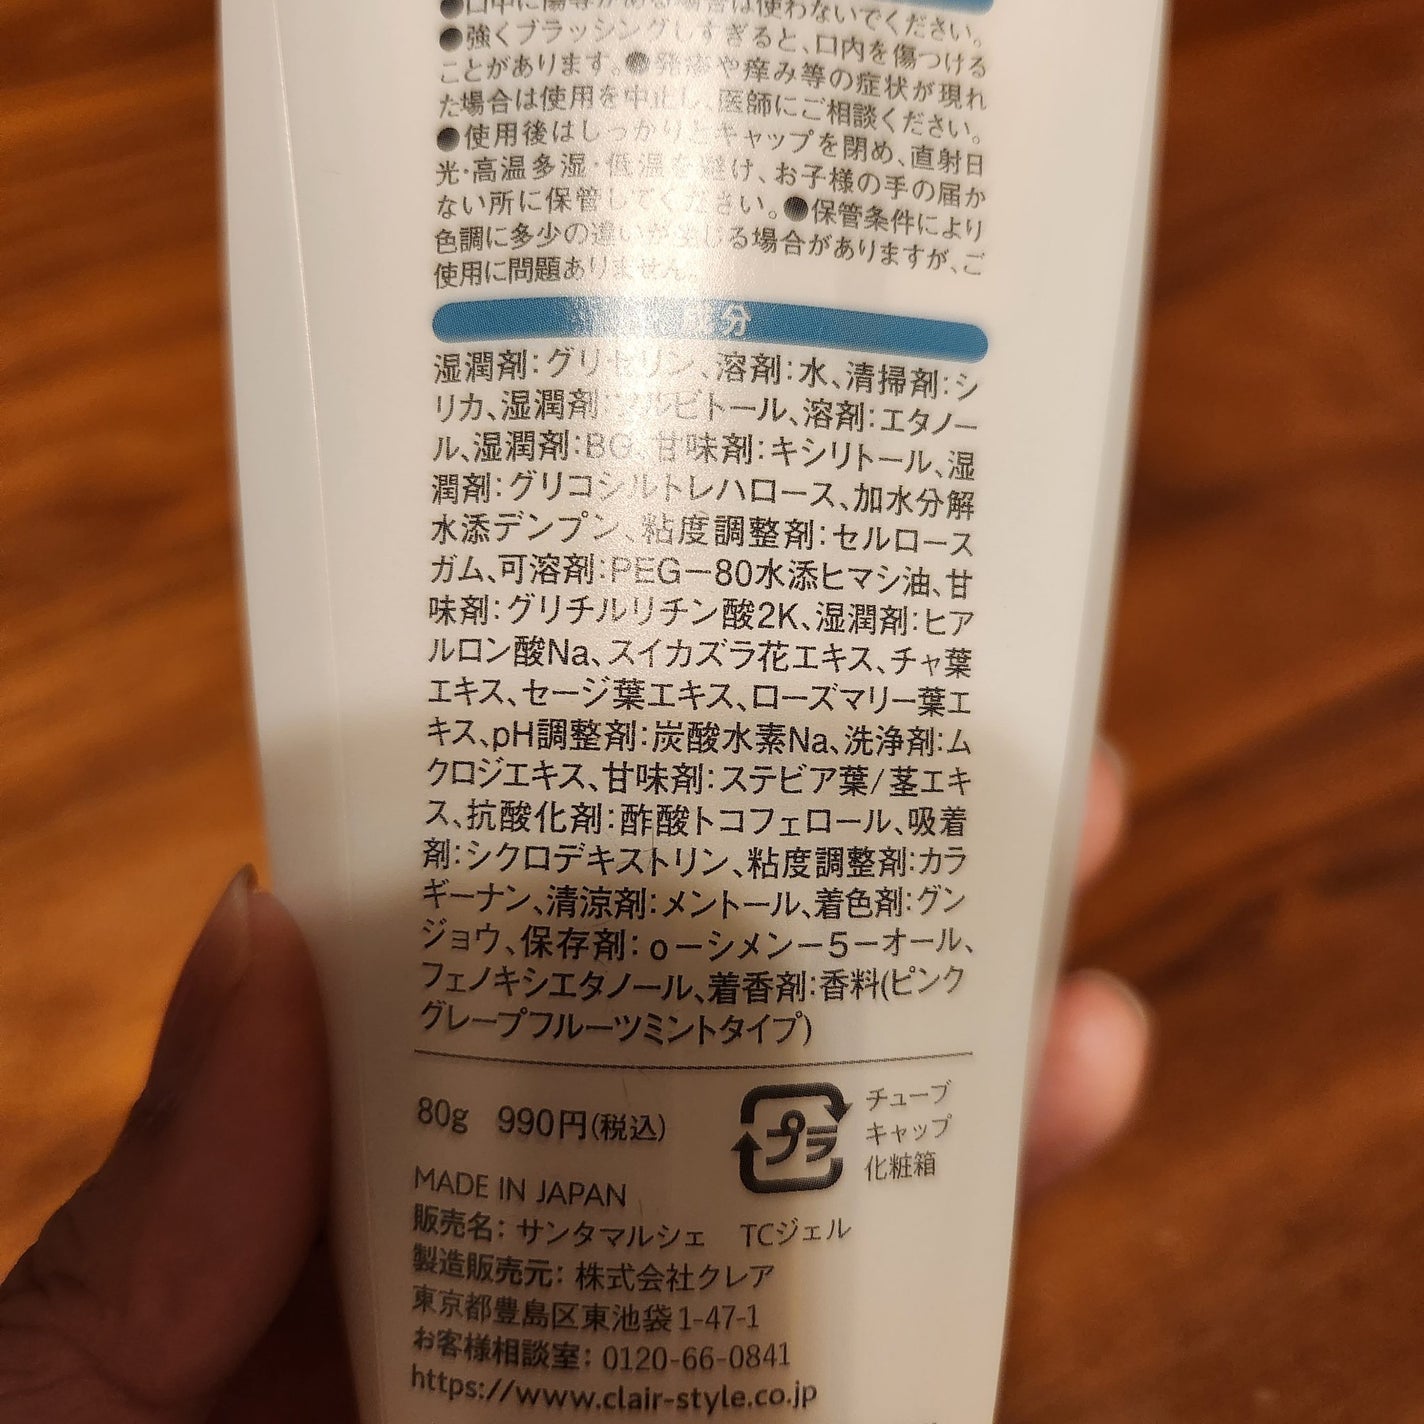 ●口中に傷等がある場合は使わないでください。
●強くブラッシングしすぎると、口内を傷つける
ことがあります。●発疹や痒み等の症状が現れ
た場合は使用を中止し、医師にご相談ください。
●使用後はしっかりとキャップを閉め、直射日
光・高温多湿・低温を避け、お子様の手の届か
ない所に保管してください。●保管条件により
色調に多少の違いが生じる場合がありますが、ご
使用に問題ありません。
成分
湿潤剤:グリセリン、溶剤:水、清掃剤:シ
リカ、湿潤剤:ソルビトール、溶剤:エタノー
ル、湿潤剤:BG、甘味剤:キシリトール、湿
潤剤:グリコシルトレハロース、加水分解
水添デンプン、粘度調整剤:セルロース
ガム、可溶剤:PEG－80水添ヒマシ油、甘
味剤:グリチルリチン酸2K、湿潤剤:ヒア
ルロン酸Na、スイカズラ花エキス、チャ葉
エキス、セージ葉エキス、ローズマリー葉エ
キス、pH調整剤:炭酸水素Na、洗浄剤:ム
クロジエキス、甘味剤:ステビア葉/茎エキ
ス、抗酸化剤:酢酸トコフェロール、吸着
剤:シクロデキストリン、粘度調整剤:カラ
ギーナン、清涼剤:メントール、着色剤:グン
ジョウ、保存剤:o－シメン－5－オール、
フェノキシエタノール、着香剤:香料(ピンク
グレープフルーツミントタイプ)
80g 990円(税込)
プラ
チューブ
キャップ
化粧箱
MADE IN JAPAN
販売名: サンタマルシェ TCジェル
製造販売元: 株式会社クレア
東京都豊島区東池袋1-47-1
お客様相談室: 0120-66-0841
https://www.clair-style.co.jp